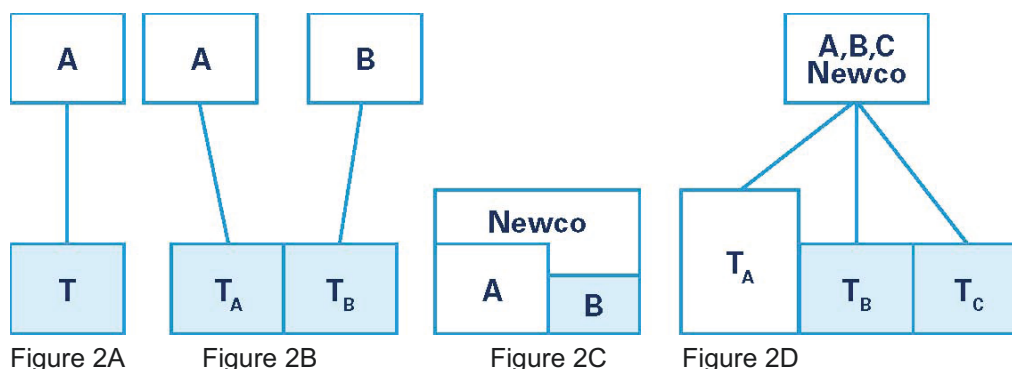 A
A
B
A,B,C
Newco
T
T_A
T_B
Newco
A
B
T_A
T_B
T_C
Figure 2A
Figure 2B
Figure 2C
Figure 2D